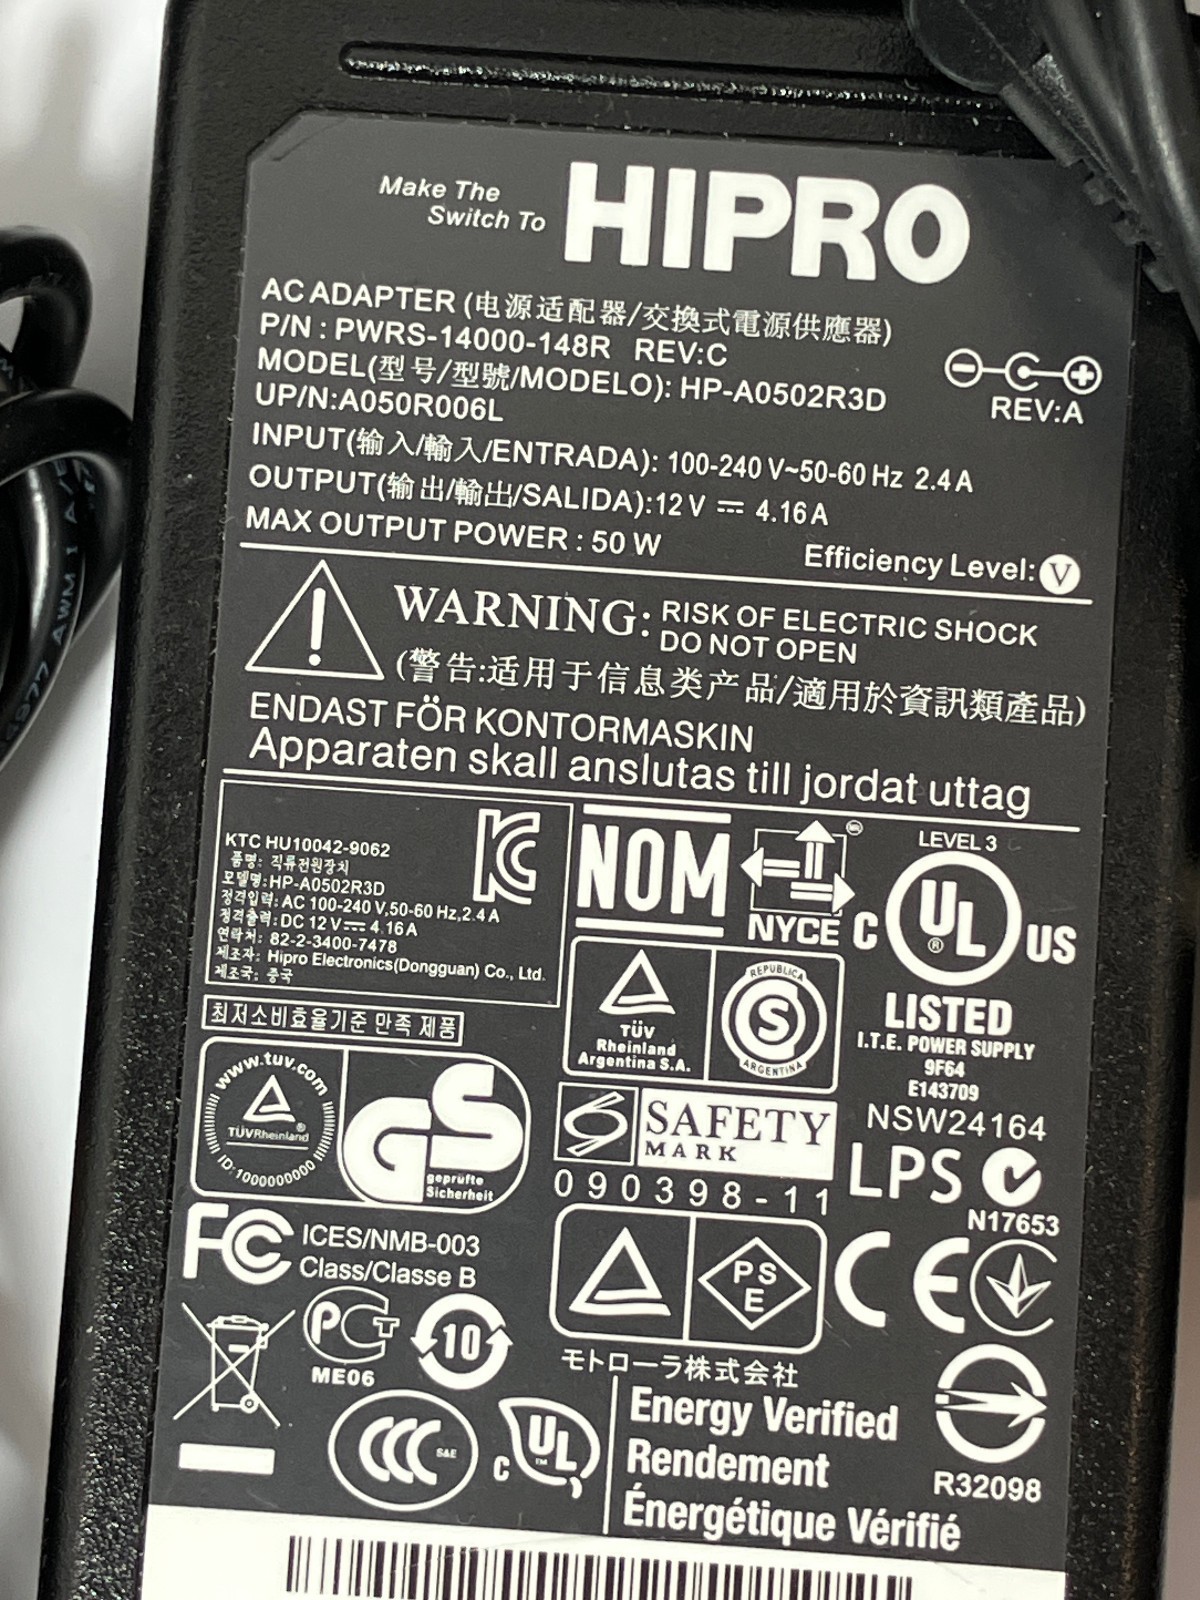 Make The
Switch To
HIPRO
AC ADAPTER (电源适配器/交換式電源供應器)
P/N : PWRS-14000-148R REV:C
MODEL(型号/型號/MODELO): HP-A0502R3D
REV:A
UP/N:A050R006L
INPUT(输入/輸入/ENTRADA): 100-240 V~50-60 Hz 2.4 A
OUTPUT(输出/輸出/SALIDA):12 V ⎓ 4.16 A
MAX OUTPUT POWER : 50 W
Efficiency Level: V
WARNING: RISK OF ELECTRIC SHOCK
DO NOT OPEN
(警告:适用于信息类产品/適用於資訊類產品)
ENDAST FÖR KONTORMASKIN
Apparaten skall anslutas till jordat uttag
KTC HU10042-9062
품명: 직류전원장치
모델명: HP-A0502R3D
정격입력: AC 100-240 V,50-60 Hz,2.4 A
정격출력: DC 12 V⎓ 4.16 A
연락처: 82-2-3400-7478
제조자: Hipro Electronics(Dongguan) Co., Ltd.
제조국: 중국
최저소비효율기준 만족 제품
NOM
NYCE
LEVEL 3
C UL US
®
LISTED
I.T.E. POWER SUPPLY
9F64
E143709
TÜV
Rheinland
Argentina S.A.
REPUBLICA
S
ARGENTINA
www.tuv.com
TÜVRheinland ®
ID:1000000000
GS
geprüfte
Sicherheit
SAFETY
MARK
090398-11
NSW24164
LPS
N17653
FC
ICES/NMB-003
Class/Classe B
PS
E
CE
PCT
ME06
10
モトローラ株式会社
CCC
S&E
C UL
™
Energy Verified
Rendement
Énergétique Vérifié
R32098
AWM I A/